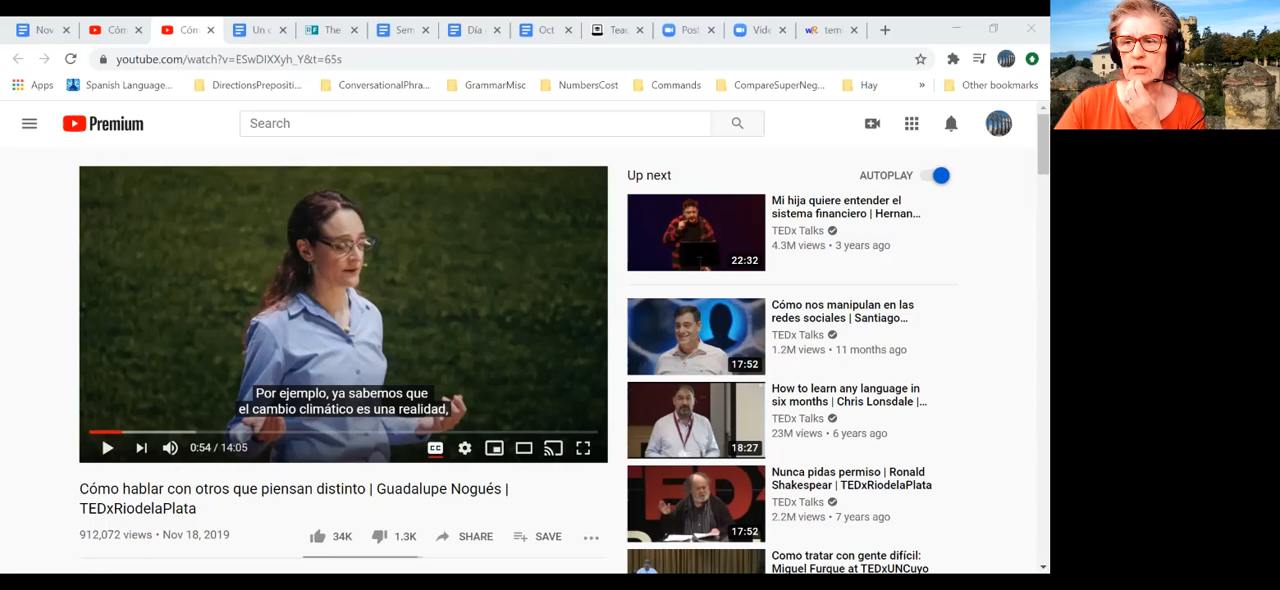 Nov
Cóm
Cóm
Un c
The
Sem
Día
Oct
Teac
Post
Vide
tem
youtube.com/watch?v=ESwDIXXyh_Y&t=65s
Apps
Spanish Language...
DirectionsPrepositi...
ConversationalPhra...
GrammarMisc
NumbersCost
Commands
CompareSuperNeg...
Hay
»
Other bookmarks
Premium
Search
Por ejemplo, ya sabemos que
el cambio climático es una realidad,
0:54 / 14:05
CC
Cómo hablar con otros que piensan distinto | Guadalupe Nogués |
TEDxRiodelaPlata
912,072 views • Nov 18, 2019
34K
1.3K
SHARE
SAVE
Up next
AUTOPLAY
22:32
Mi hija quiere entender el
sistema financiero | Hernan...
TEDx Talks
4.3M views • 3 years ago
17:52
Cómo nos manipulan en las
redes sociales | Santiago...
TEDx Talks
1.2M views • 11 months ago
18:27
How to learn any language in
six months | Chris Lonsdale |...
TEDx Talks
23M views • 6 years ago
TED
17:52
Nunca pidas permiso | Ronald
Shakespear | TEDxRiodelaPlata
TEDx Talks
2.2M views • 7 years ago
Como tratar con gente difícil:
Miguel Furque at TEDxUNCuyo